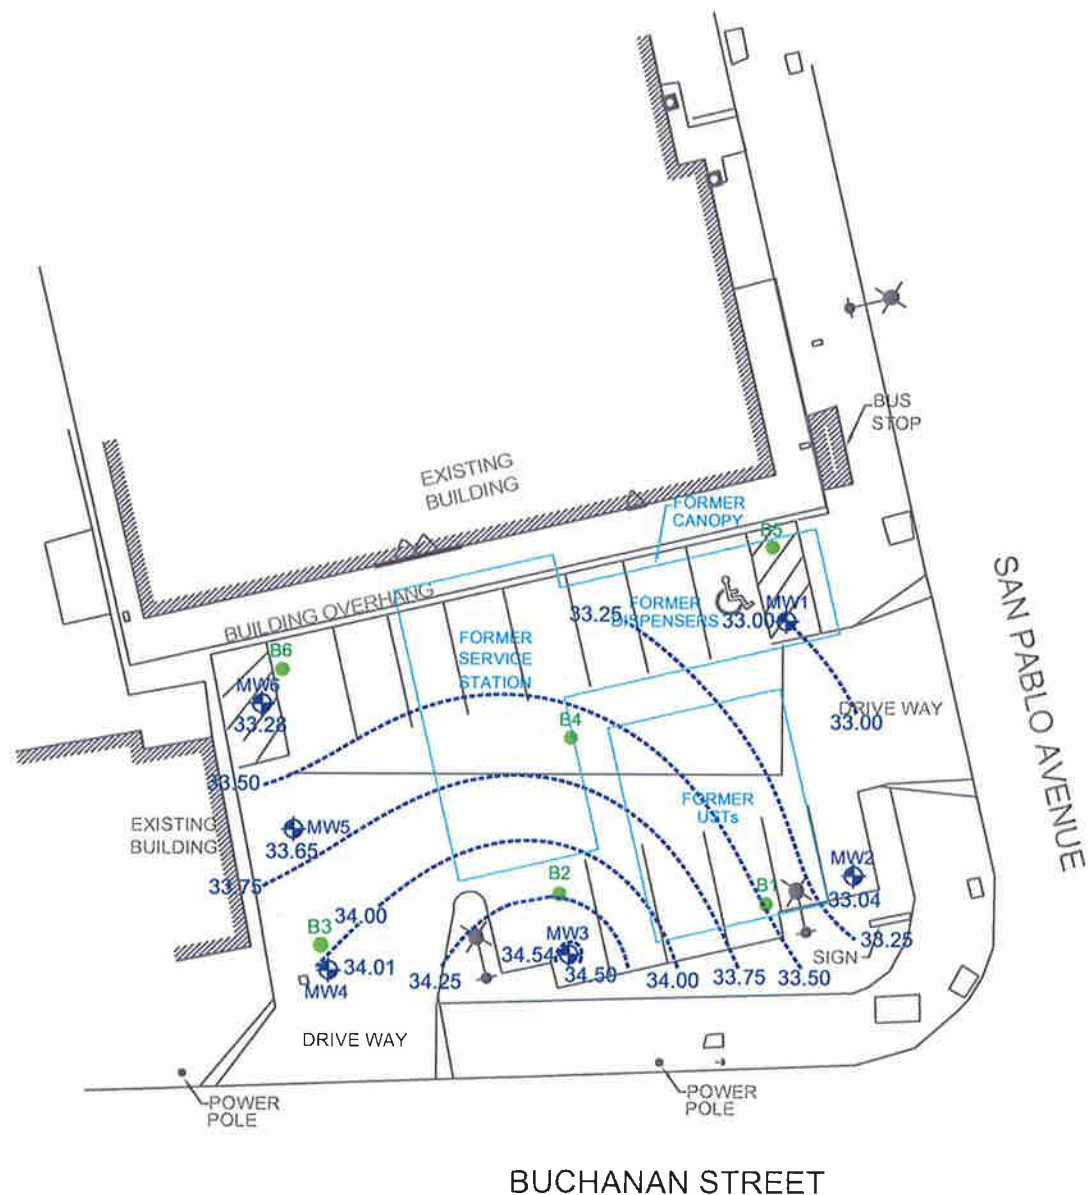 BUS
STOP
EXISTING
BUILDING
FORMER
CANOPY
B5
SAN PABLO AVENUE
BUILDING OVERHANG
33.25
FORMER
DISPENSERS
33.00
MW1
FORMER
SERVICE
STATION
B6
MW6
33.28
B4
DRIVE WAY
33.00
33.50
FORMER
USTs
EXISTING
BUILDING
MW5
33.65
MW2
33.04
33.75
B2
B1
34.00
B3
33.25
SIGN
34.54
MW3
34.50
34.01
MW4
34.25
34.00
33.75
33.50
DRIVE WAY
POWER
POLE
POWER
POLE
BUCHANAN STREET